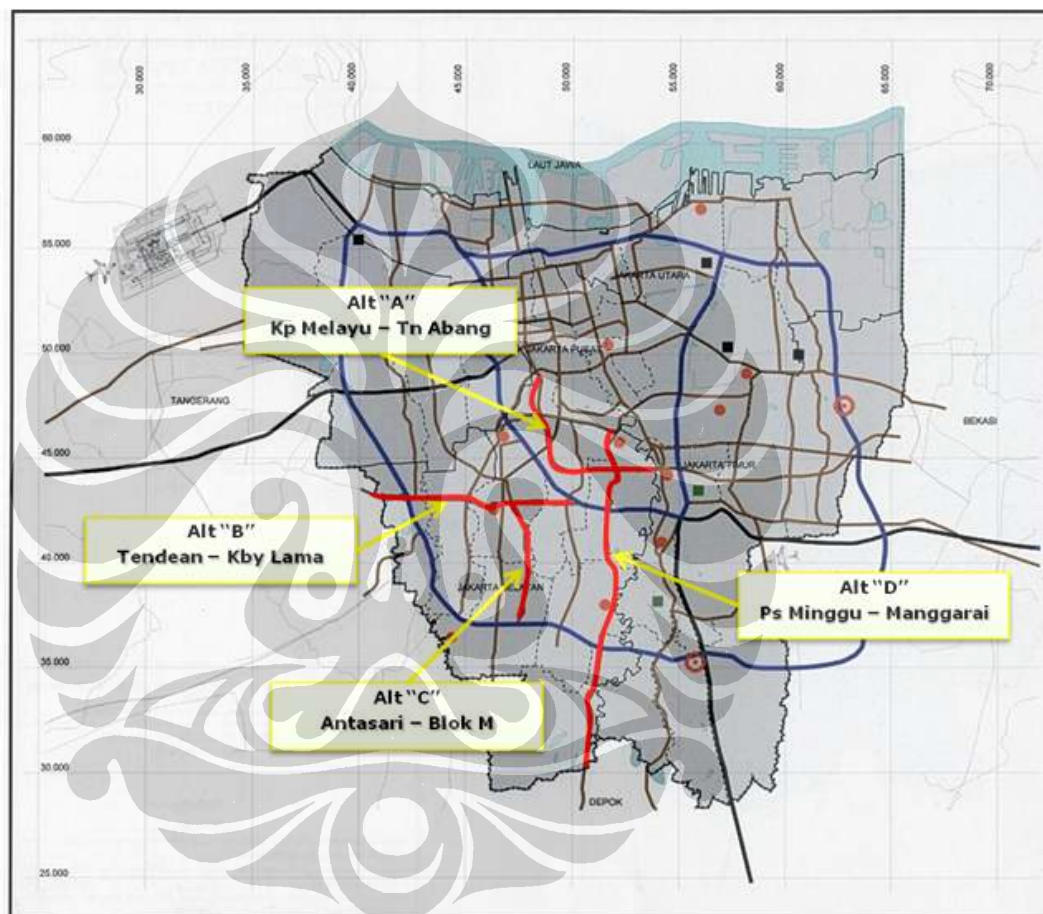 30.000
35.000
40.000
45.000
50.000
55.000
60.000
65.000
70.000
60.000
LAUT JAWA
55.000
JAKARTA UTARA
Alt “A”
Kp Melayu – Tn Abang
50.000
JAKARTA PUSAT
TANGERANG
BEKASI
45.000
JAKARTA TIMUR
Alt “B”
Tendean – Kby Lama
40.000
JAKARTA SELATAN
Alt “D”
Ps Minggu – Manggarai
35.000
Alt “C”
Antasari – Blok M
30.000
DEPOK
25.000